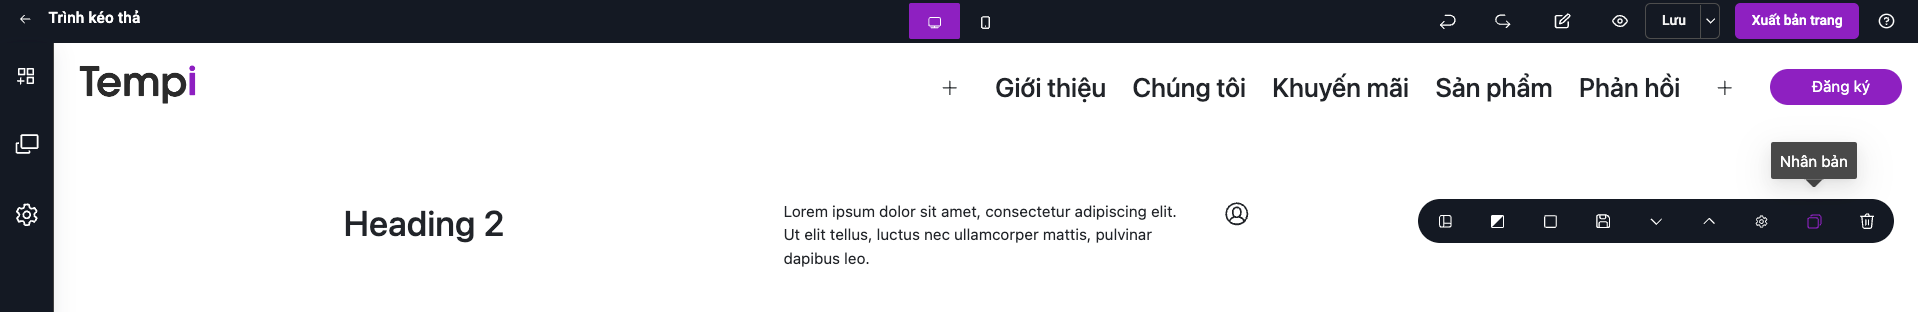 Trình kéo thả
Lưu
Xuất bản trang
Tempi
Giới thiệu
Chúng tôi
Khuyến mãi
Sản phẩm
Phản hồi
Đăng ký
Nhân bản
Heading 2
Lorem ipsum dolor sit amet, consectetur adipiscing elit.
Ut elit tellus, luctus nec ullamcorper mattis, pulvinar
dapibus leo.